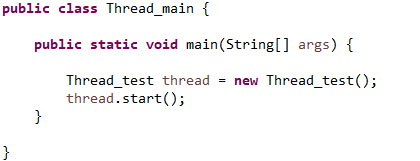 public class Thread_main {
public static void main(String[] args) {
Thread_test thread = new Thread_test();
thread.start();
}
}